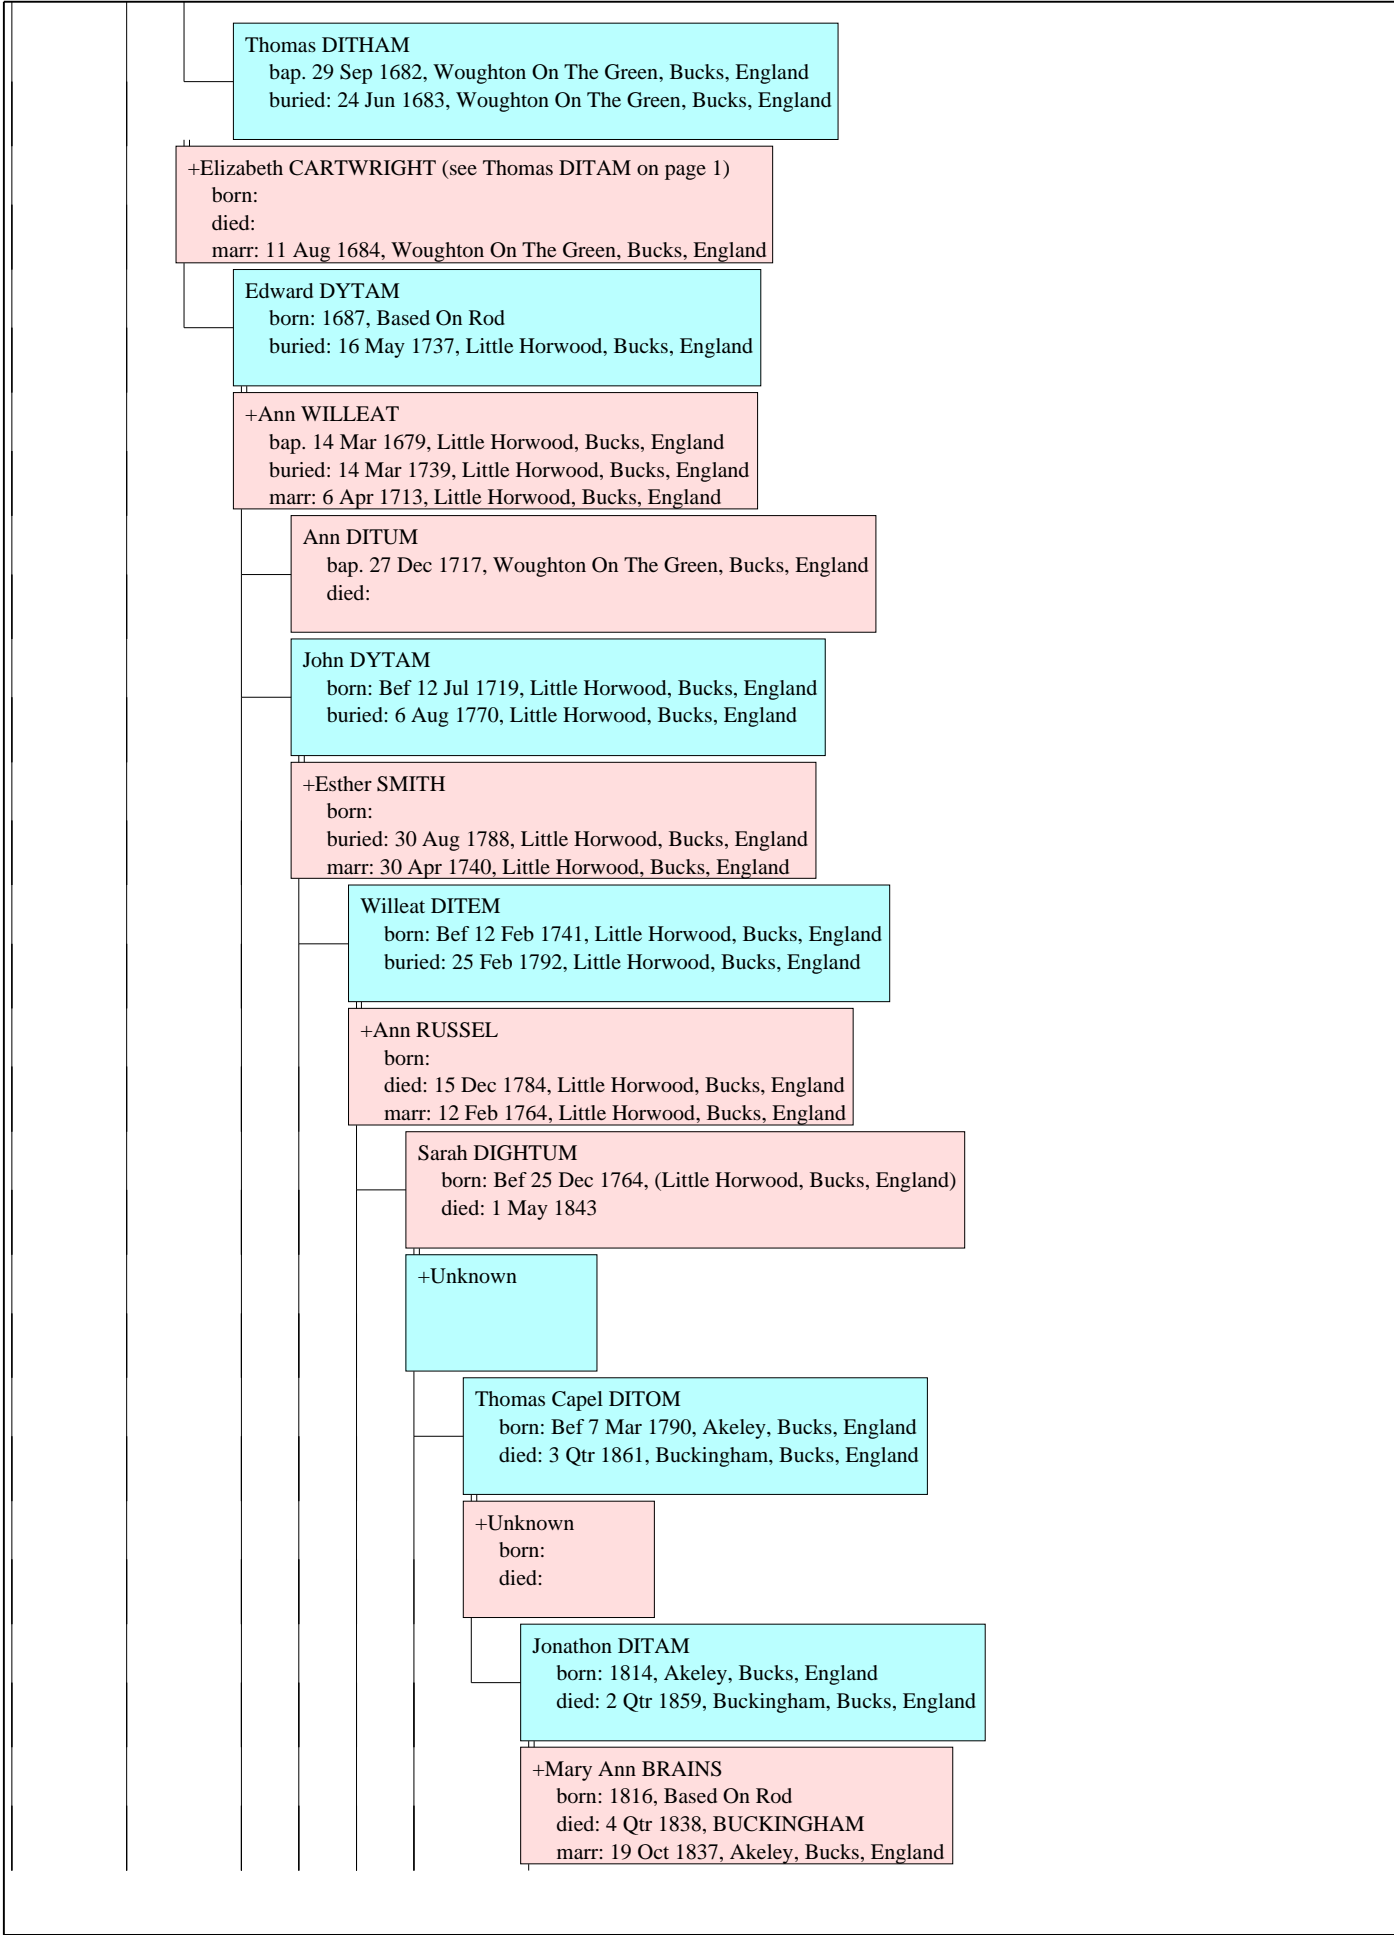 Thomas DITHAM
bap. 29 Sep 1682, Woughton On The Green, Bucks, England
buried: 24 Jun 1683, Woughton On The Green, Bucks, England
+Elizabeth CARTWRIGHT (see Thomas DITAM on page 1)
born:
died:
marr: 11 Aug 1684, Woughton On The Green, Bucks, England
Edward DYTAM
born: 1687, Based On Rod
buried: 16 May 1737, Little Horwood, Bucks, England
+Ann WILLEAT
bap. 14 Mar 1679, Little Horwood, Bucks, England
buried: 14 Mar 1739, Little Horwood, Bucks, England
marr: 6 Apr 1713, Little Horwood, Bucks, England
Ann DITUM
bap. 27 Dec 1717, Woughton On The Green, Bucks, England
died:
John DYTAM
born: Bef 12 Jul 1719, Little Horwood, Bucks, England
buried: 6 Aug 1770, Little Horwood, Bucks, England
+Esther SMITH
born:
buried: 30 Aug 1788, Little Horwood, Bucks, England
marr: 30 Apr 1740, Little Horwood, Bucks, England
Willeat DITEM
born: Bef 12 Feb 1741, Little Horwood, Bucks, England
buried: 25 Feb 1792, Little Horwood, Bucks, England
+Ann RUSSEL
born:
died: 15 Dec 1784, Little Horwood, Bucks, England
marr: 12 Feb 1764, Little Horwood, Bucks, England
Sarah DIGHTUM
born: Bef 25 Dec 1764, (Little Horwood, Bucks, England)
died: 1 May 1843
+Unknown
Thomas Capel DITOM
born: Bef 7 Mar 1790, Akeley, Bucks, England
died: 3 Qtr 1861, Buckingham, Bucks, England
+Unknown
born:
died:
Jonathon DITAM
born: 1814, Akeley, Bucks, England
died: 2 Qtr 1859, Buckingham, Bucks, England
+Mary Ann BRAINS
born: 1816, Based On Rod
died: 4 Qtr 1838, BUCKINGHAM
marr: 19 Oct 1837, Akeley, Bucks, England